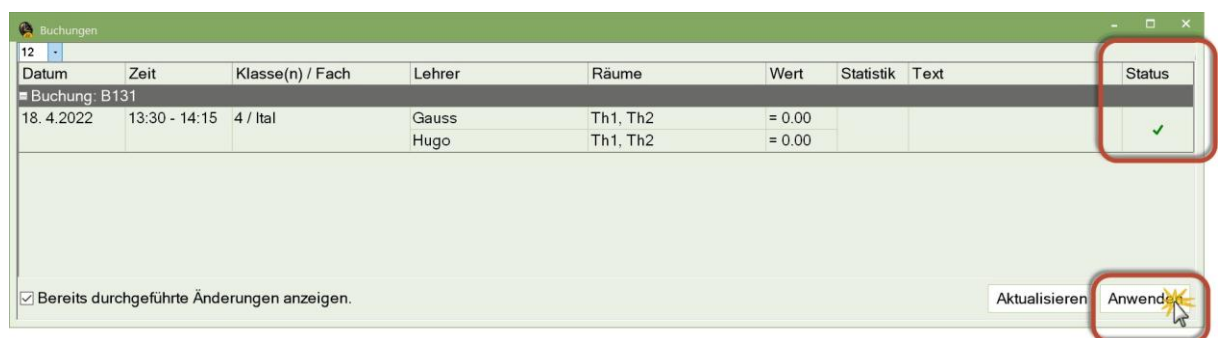 Buchungen
12
Datum Zeit Klasse(n) / Fach Lehrer Räume Wert Statistik Text Status
Buchung: B131
18. 4.2022 13:30 - 14:15 4 / Ital Gauss Th1, Th2 = 0.00
Hugo Th1, Th2 = 0.00
Bereits durchgeführte Änderungen anzeigen. Aktualisieren Anwenden